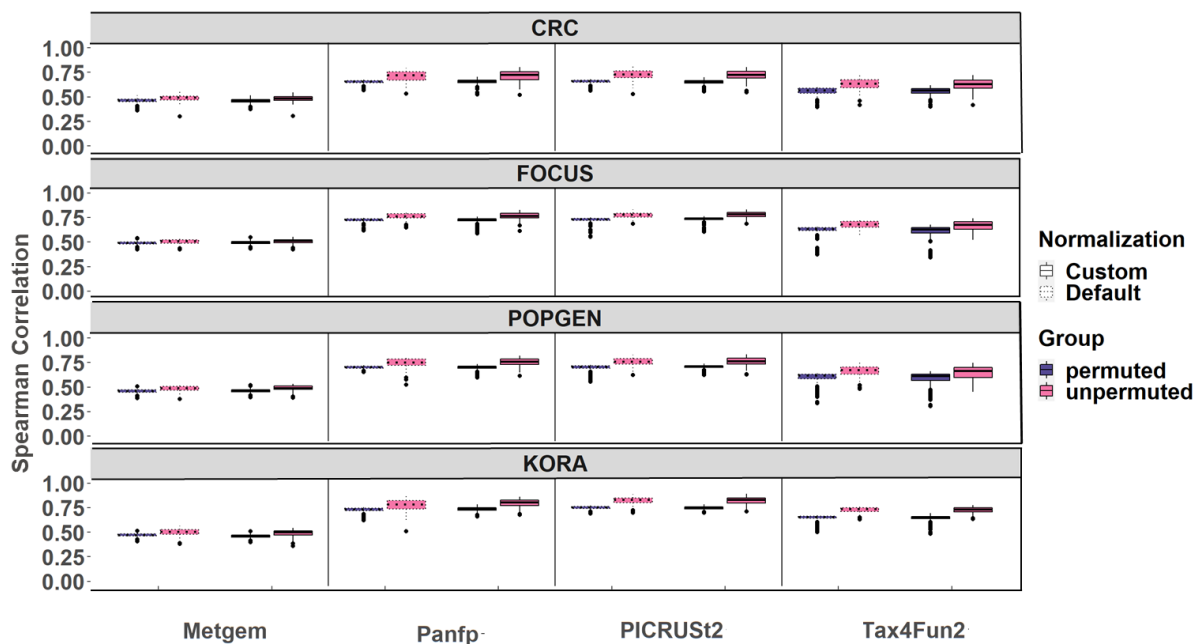 CRC
1.00
0.75
0.50
0.25
0.00
FOCUS
1.00
0.75
0.50
0.25
0.00
POPGEN
1.00
0.75
0.50
0.25
0.00
KORA
1.00
0.75
0.50
0.25
0.00
Spearman Correlation
Metgem
Panfp
PICRUSt2
Tax4Fun2
Normalization
Custom
Default
Group
permuted
unpermuted